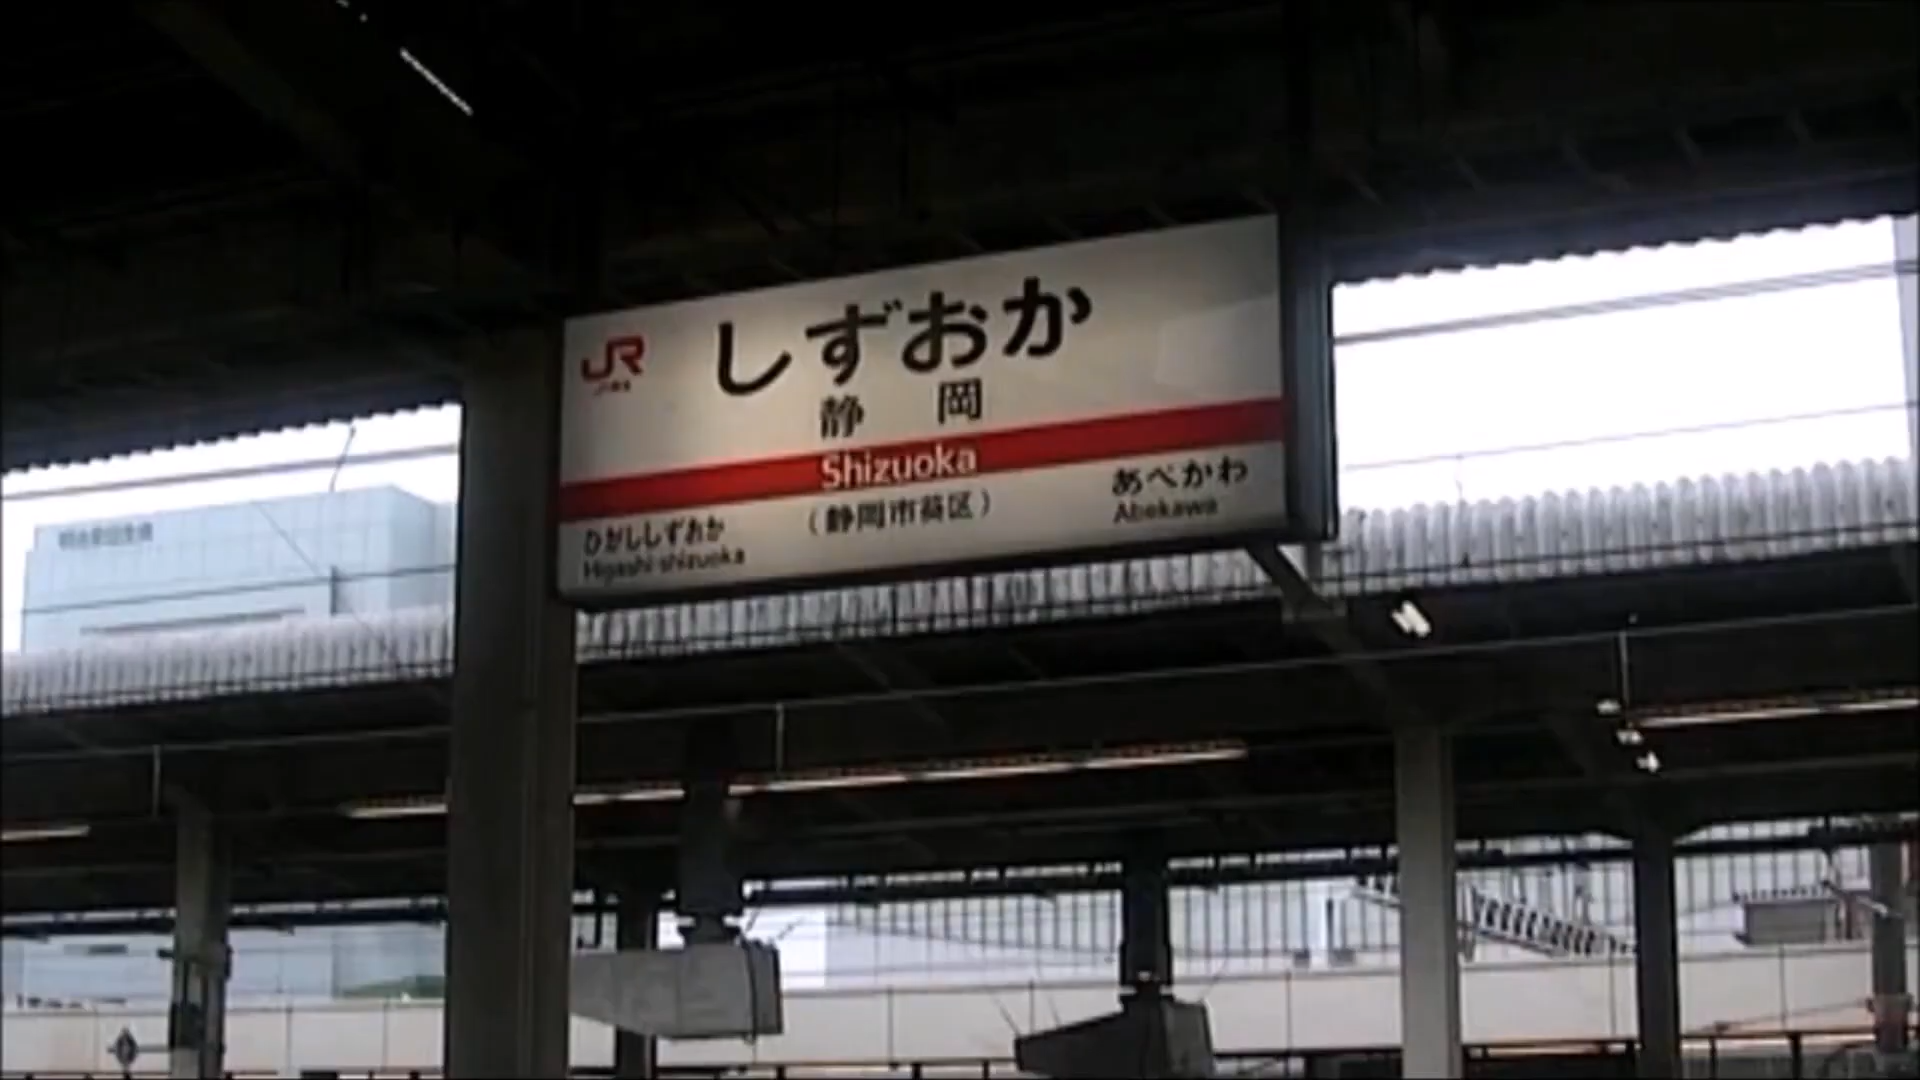 JR
しずおか
静岡
Shizuoka
(静岡市葵区)
ひがししずおか
Higashi-shizuoka
あべかわ
Abekawa